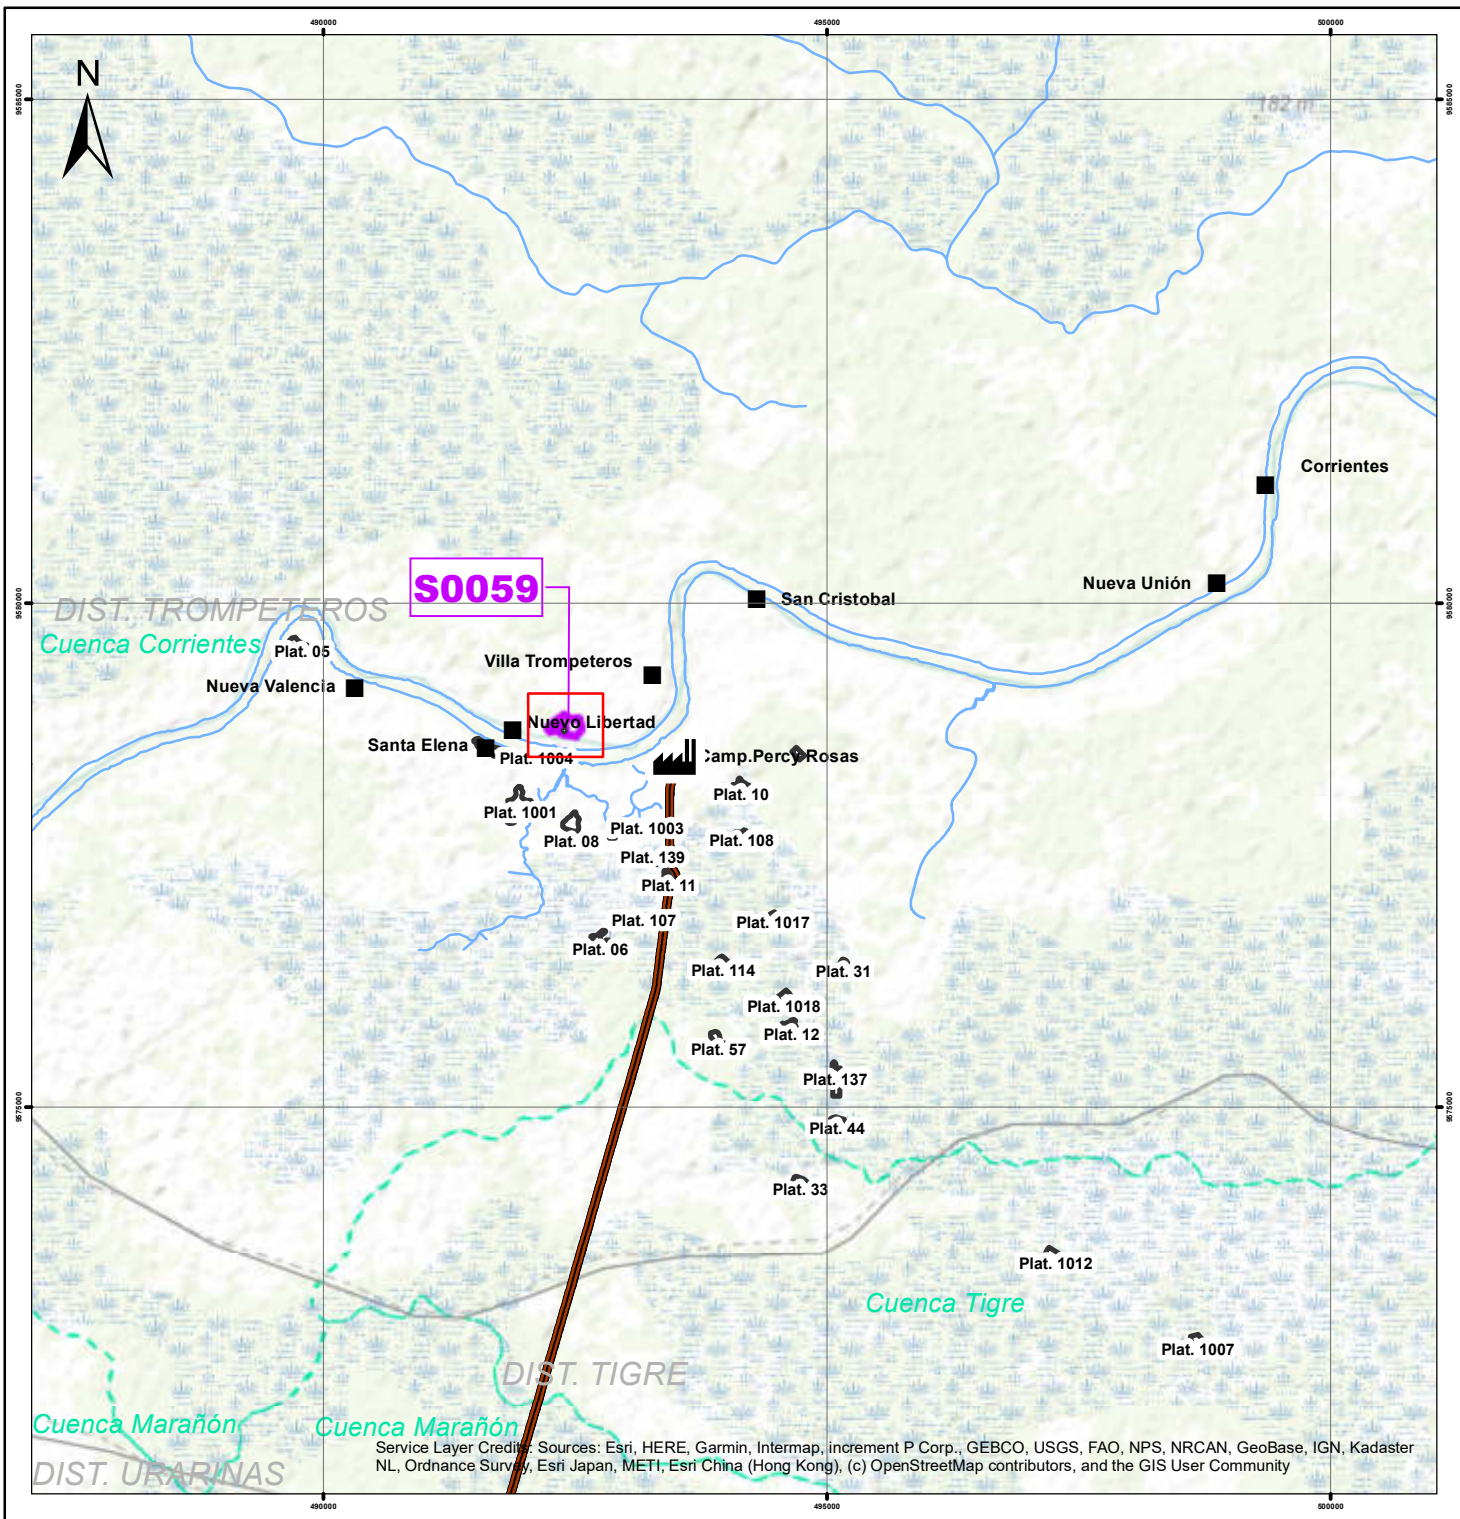 490000
495000
500000
N
9585000
9585000
182 m
Corrientes
S0059
Nueva Unión
San Cristobal
9580000
DIST. TROMPETEROS
9580000
Cuenca Corrientes
Plat. 05
Villa Trompeteros
Nueva Valencia
Nuevo Libertad
Santa Elena
Plat. 1004
Camp.Percy Rosas
Plat. 10
Plat. 1001
Plat. 08
Plat. 1003
Plat. 108
Plat. 139
Plat. 11
Plat. 107
Plat. 1017
Plat. 06
Plat. 114
Plat. 31
Plat. 1018
Plat. 12
Plat. 57
Plat. 137
9575000
9575000
Plat. 44
Plat. 33
Plat. 1012
Cuenca Tigre
Plat. 1007
DIST. TIGRE
Cuenca Marañón
Cuenca Marañón
Service Layer Credits: Sources: Esri, HERE, Garmin, Intermap, increment P Corp., GEBCO, USGS, FAO, NPS, NRCAN, GeoBase, IGN, Kadaster
NL, Ordnance Survey, Esri Japan, METI, Esri China (Hong Kong), (c) OpenStreetMap contributors, and the GIS User Community
DIST. URARINAS
490000
495000
500000